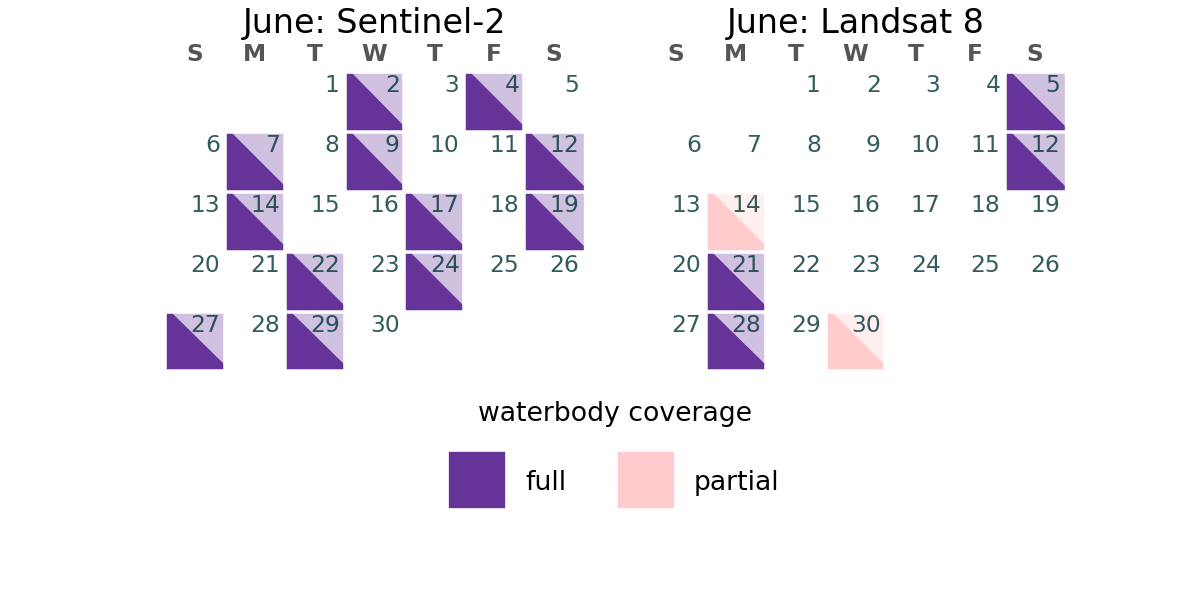 June: Sentinel-2
S M T W T F S
1 2 3 4 5
6 7 8 9 10 11 12
13 14 15 16 17 18 19
20 21 22 23 24 25 26
27 28 29 30
June: Landsat 8
S M T W T F S
1 2 3 4 5
6 7 8 9 10 11 12
13 14 15 16 17 18 19
20 21 22 23 24 25 26
27 28 29 30
waterbody coverage
full
partial